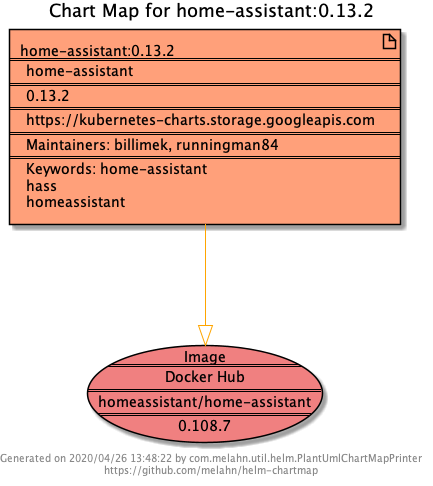 Chart Map for home-assistant:0.13.2
home-assistant:0.13.2
home-assistant
0.13.2
https://kubernetes-charts.storage.googleapis.com
Maintainers: billimek, runningman84
Keywords: home-assistant
hass
homeassistant
Image
Docker Hub
homeassistant/home-assistant
0.108.7
Generated on 2020/04/26 13:48:22 by com.melahn.util.helm.PlantUmlChartMapPrinter
https://github.com/melahn/helm-chartmap